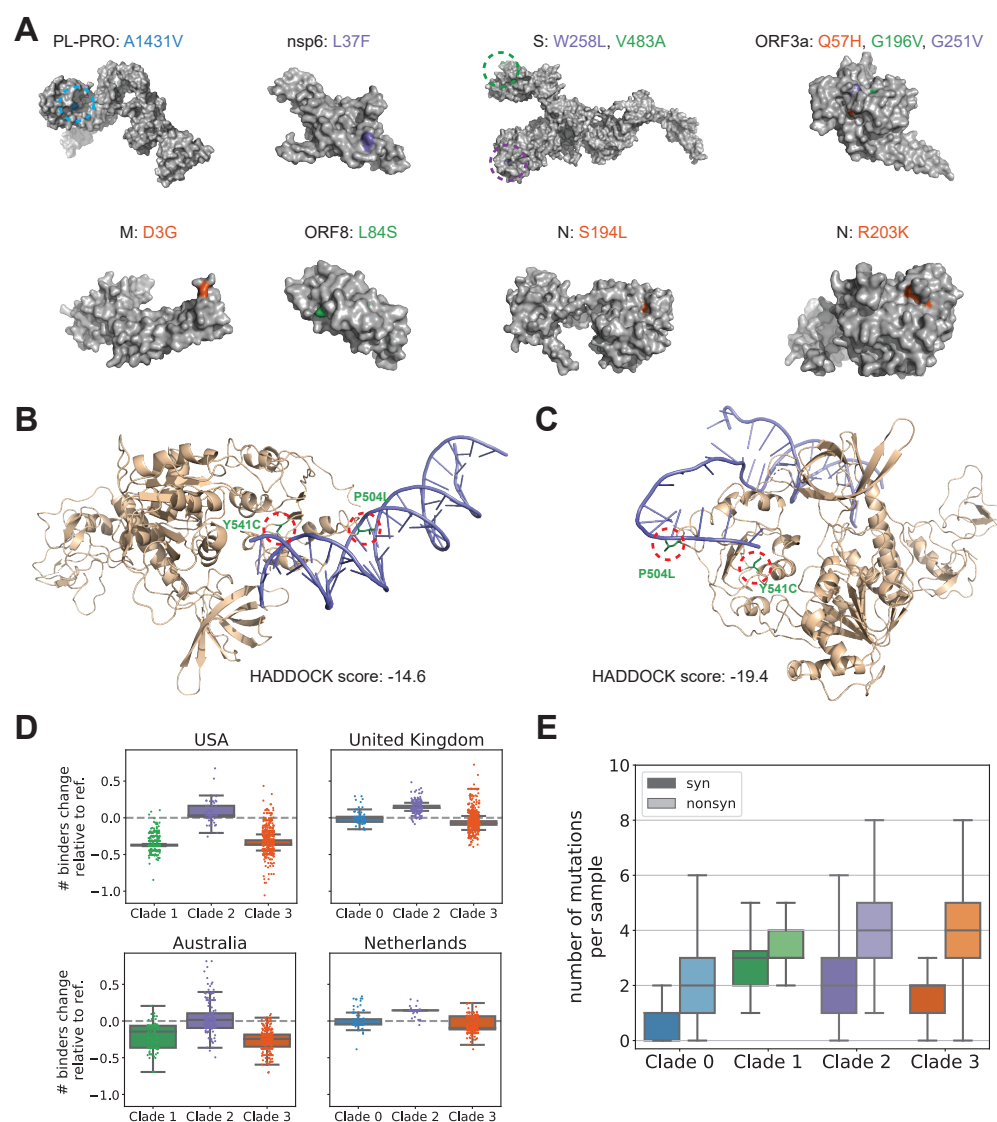 A
PL-PRO: A1431V
nsp6: L37F
S: W258L, V483A
ORF3a: Q57H, G196V, G251V
M: D3G
ORF8: L84S
N: S194L
N: R203K
B
Y541C
P504L
HADDOCK score: -14.6
C
P504L
Y541C
HADDOCK score: -19.4
D
USA
United Kingdom
# binders change
relative to ref.
0.5
0.0
−0.5
−1.0
Clade 1 Clade 2 Clade 3
Clade 0 Clade 2 Clade 3
Australia
Netherlands
# binders change
relative to ref.
0.5
0.0
−0.5
−1.0
Clade 1 Clade 2 Clade 3
Clade 0 Clade 2 Clade 3
E
number of mutations
per sample
10
8
6
4
2
0
syn
nonsyn
Clade 0 Clade 1 Clade 2 Clade 3